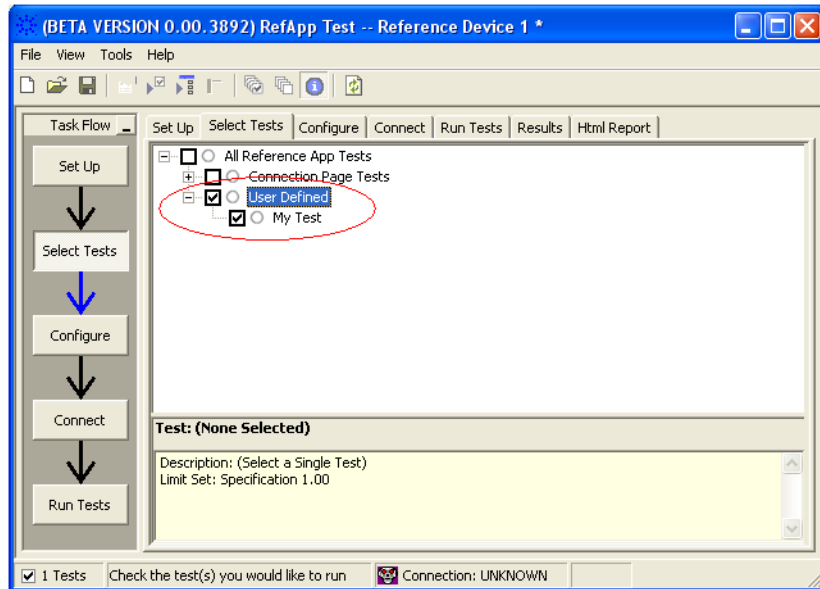 (BETA VERSION 0.00.3892) RefApp Test -- Reference Device 1 *
File View Tools Help
Task Flow
Set Up
Select Tests
Configure
Connect
Run Tests
Set Up Select Tests Configure Connect Run Tests Results Html Report
All Reference App Tests
Connection Page Tests
User Defined
My Test
Test: (None Selected)
Description: (Select a Single Test)
Limit Set: Specification 1.00
1 Tests Check the test(s) you would like to run Connection: UNKNOWN